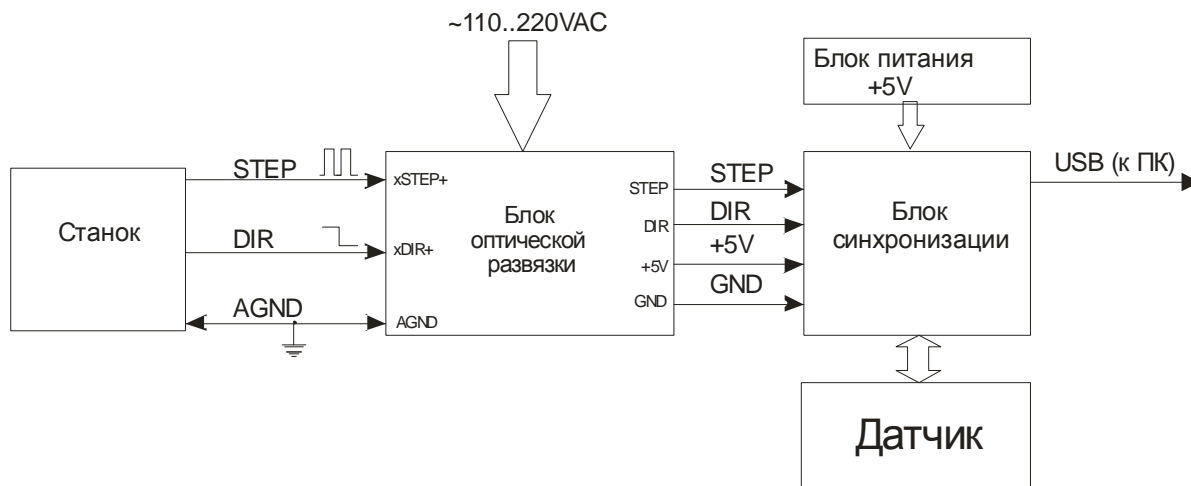 ~110..220VAC
Блок питания
+5V
Станок
STEP
DIR
AGND
xSTEP+
xDIR+
AGND
Блок
оптической
развязки
STEP
DIR
+5V
GND
STEP
DIR
+5V
GND
Блок
синхронизации
USB (к ПК)
Датчик